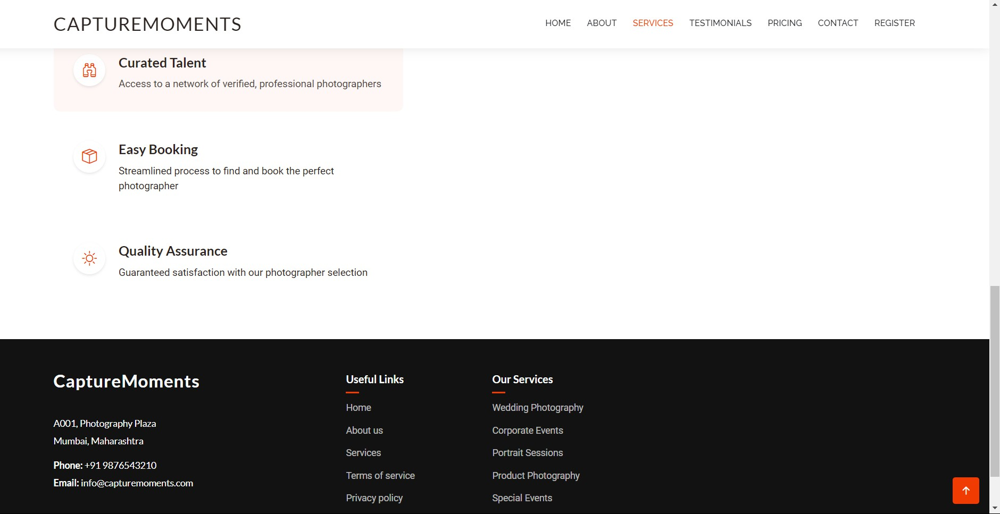 CAPTUREMOMENTS
HOME ABOUT SERVICES TESTIMONIALS PRICING CONTACT REGISTER
Curated Talent
Access to a network of verified, professional photographers
Easy Booking
Streamlined process to find and book the perfect
photographer
Quality Assurance
Guaranteed satisfaction with our photographer selection
CaptureMoments
A001, Photography Plaza
Mumbai, Maharashtra
Phone: +91 9876543210
Email: info@capturemoments.com
Useful Links
Home
About us
Services
Terms of service
Privacy policy
Our Services
Wedding Photography
Corporate Events
Portrait Sessions
Product Photography
Special Events